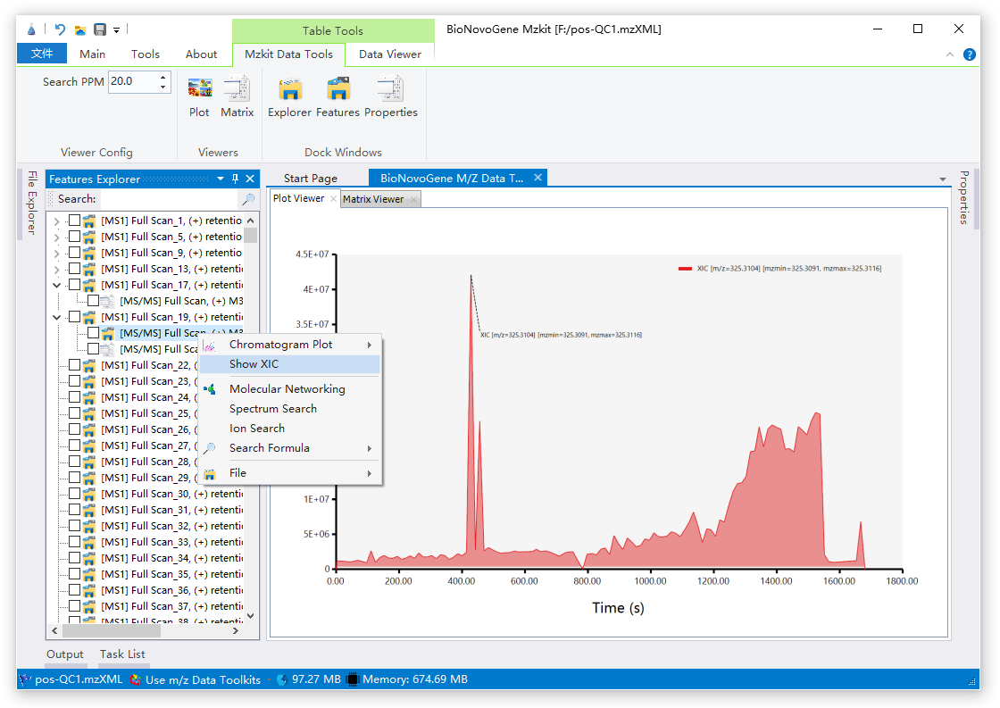 BioNovoGene Mzkit [F:/pos-QC1.mzXML]
Table Tools
文件 Main Tools About Mzkit Data Tools Data Viewer
Search PPM 20.0
Plot Matrix Explorer Features Properties
Viewer Config Viewers Dock Windows
File Explorer
Features Explorer
Search:
[MS1] Full Scan_1, (+) retentio
[MS1] Full Scan_5, (+) retentio
[MS1] Full Scan_9, (+) retentio
[MS1] Full Scan_13, (+) retenti
[MS1] Full Scan_17, (+) retenti
[MS/MS] Full Scan, (+) M3
[MS1] Full Scan_19, (+) retenti
[MS/MS] Full Scan, (+) M3
[MS/MS] Full Sca
[MS1] Full Scan_22, (
[MS1] Full Scan_23, (
[MS1] Full Scan_24, (
[MS1] Full Scan_25, (
[MS1] Full Scan_26, (
[MS1] Full Scan_27, (
[MS1] Full Scan_28, (
[MS1] Full Scan_29, (
[MS1] Full Scan_30, (+) retenti
[MS1] Full Scan_31, (+) retenti
[MS1] Full Scan_32, (+) retenti
[MS1] Full Scan_33, (+) retenti
[MS1] Full Scan_34, (+) retenti
[MS1] Full Scan_35, (+) retenti
[MS1] Full Scan_36, (+) retenti
[MS1] Full Scan_37, (+) retenti
[MS1] Full Scan_38, (+) retenti
Chromatogram Plot
Show XIC
Molecular Networking
Spectrum Search
Ion Search
Search Formula
File
Start Page BioNovoGene M/Z Data T...
Plot Viewer Matrix Viewer
XIC [m/z=325.3104] [mzmin=325.3091, mzmax=325.3116]
4.5E+07
4E+07
3.5E+07
XIC [m/z=325.3104] [mzmin=325.3091, mzmax=325.3116]
1E+07
5E+06
0
0.00 200.00 400.00 600.00 800.00 1000.00 1200.00 1400.00 1600.00 1800.00
Time (s)
Properties
Output Task List
pos-QC1.mzXML Use m/z Data Toolkits 97.27 MB Memory: 674.69 MB